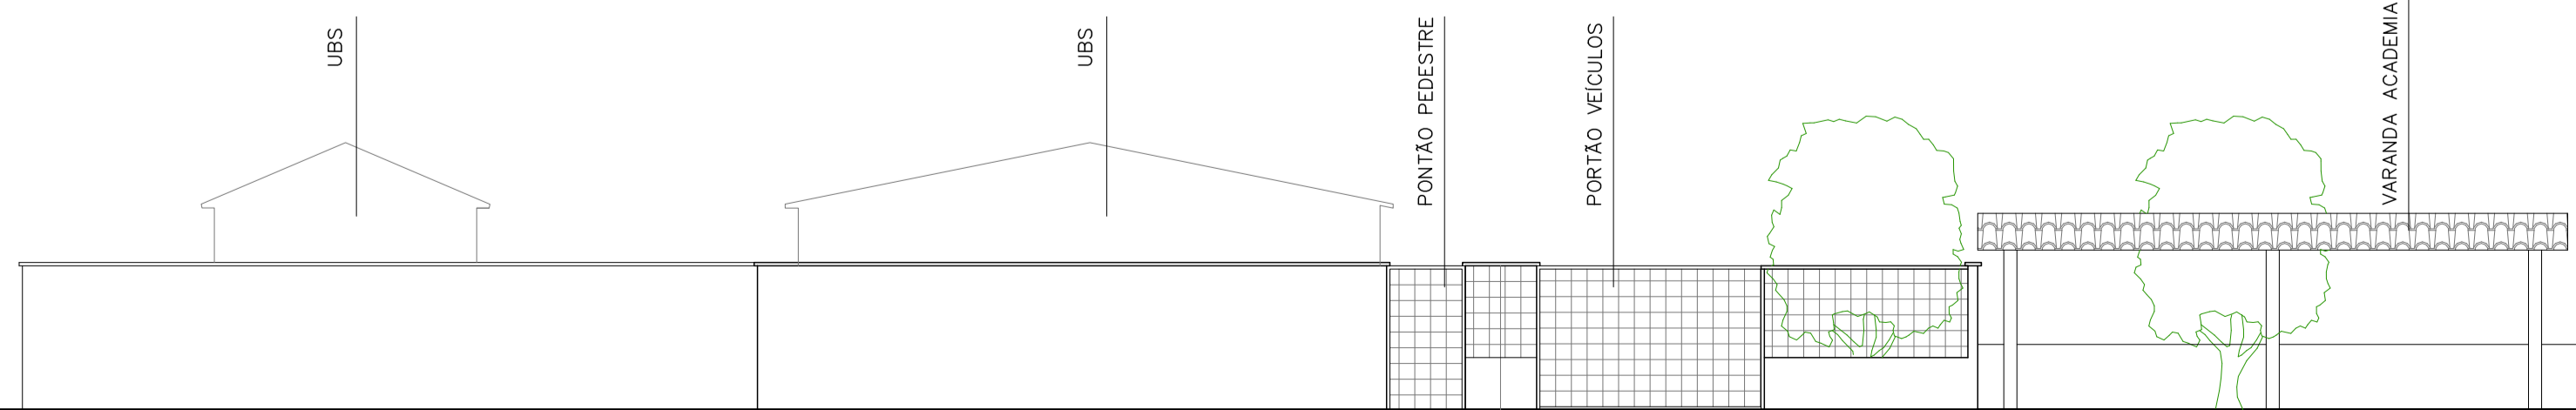 UBS
UBS
PONTÃO PEDESTRE
PORTÃO VEÍCULOS
VARANDA ACADEMIA